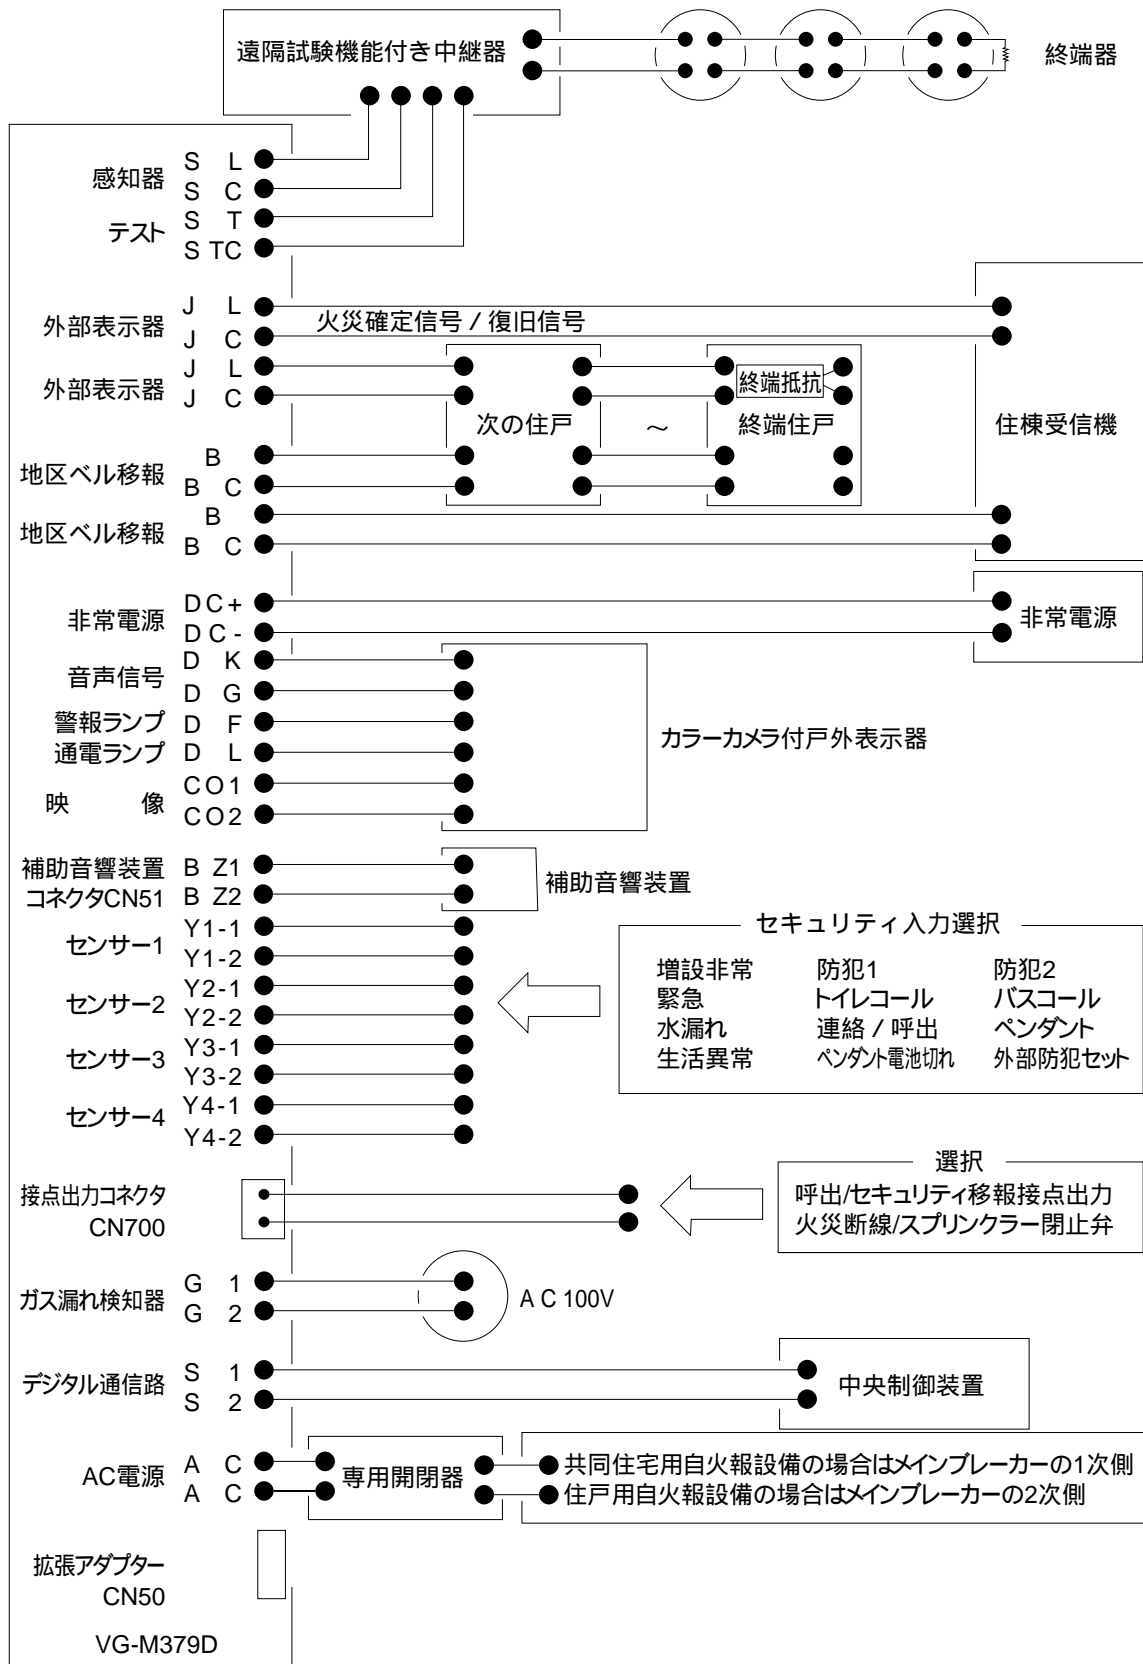 遠隔試験機能付き中継器
終端器
感知器 S L
S C
テスト S T
S TC
外部表示器 J L
J C
火災確定信号 / 復旧信号
外部表示器 J L
J C
終端抵抗
次の住戸 ～ 終端住戸
住棟受信機
地区ベル移報 B
B C
地区ベル移報 B
B C
非常電源 DC+
DC-
非常電源
音声信号 D K
D G
警報ランプ D F
通電ランプ D L
映 像 CO1
CO2
カラーカメラ付戸外表示器
補助音響装置 B Z1
コネクタCN51 B Z2
補助音響装置
センサー1 Y1-1
Y1-2
センサー2 Y2-1
Y2-2
センサー3 Y3-1
Y3-2
センサー4 Y4-1
Y4-2
セキュリティ入力選択
増設非常 防犯1 防犯2
緊急 トイレコール バスコール
水漏れ 連絡 / 呼出 ペンダント
生活異常 ペンダント電池切れ 外部防犯セット
接点出力コネクタ
CN700
選択
呼出/セキュリティ移報接点出力
火災断線/スプリンクラー閉止弁
ガス漏れ検知器 G 1
G 2
AC 100V
デジタル通信路 S 1
S 2
中央制御装置
AC電源 A C
A C
専用開閉器
共同住宅用自火報設備の場合はメインブレーカーの1次側
住戸用自火報設備の場合はメインブレーカーの2次側
拡張アダプター
CN50
VG-M379D